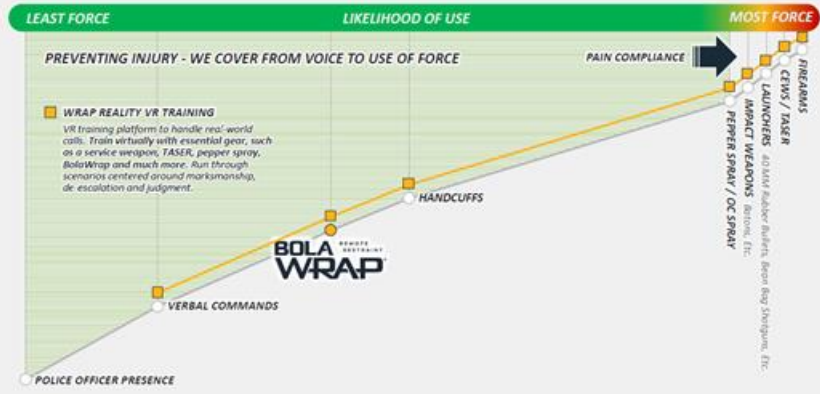 LEAST FORCE
LIKELIHOOD OF USE
MOST FORCE
PREVENTING INJURY - WE COVER FROM VOICE TO USE OF FORCE
PAIN COMPLIANCE
WRAP REALITY VR TRAINING
VR training platform to handle real-world
calls. Train virtually with essential gear, such
as a service weapon, TASER, pepper spray,
BolaWrap and much more. Run through
scenarios centered around marksmanship,
de escalation and judgment.
POLICE OFFICER PRESENCE
VERBAL COMMANDS
BOLA REMOTE RESTRAINT
WRAP
HANDCUFFS
PEPPER SPRAY / OC SPRAY
IMPACT WEAPONS Batons, Etc.
LAUNCHERS 40 MM Rubber Bullets, Bean Bag Shotguns, Etc.
CEWS / TASER
FIREARMS